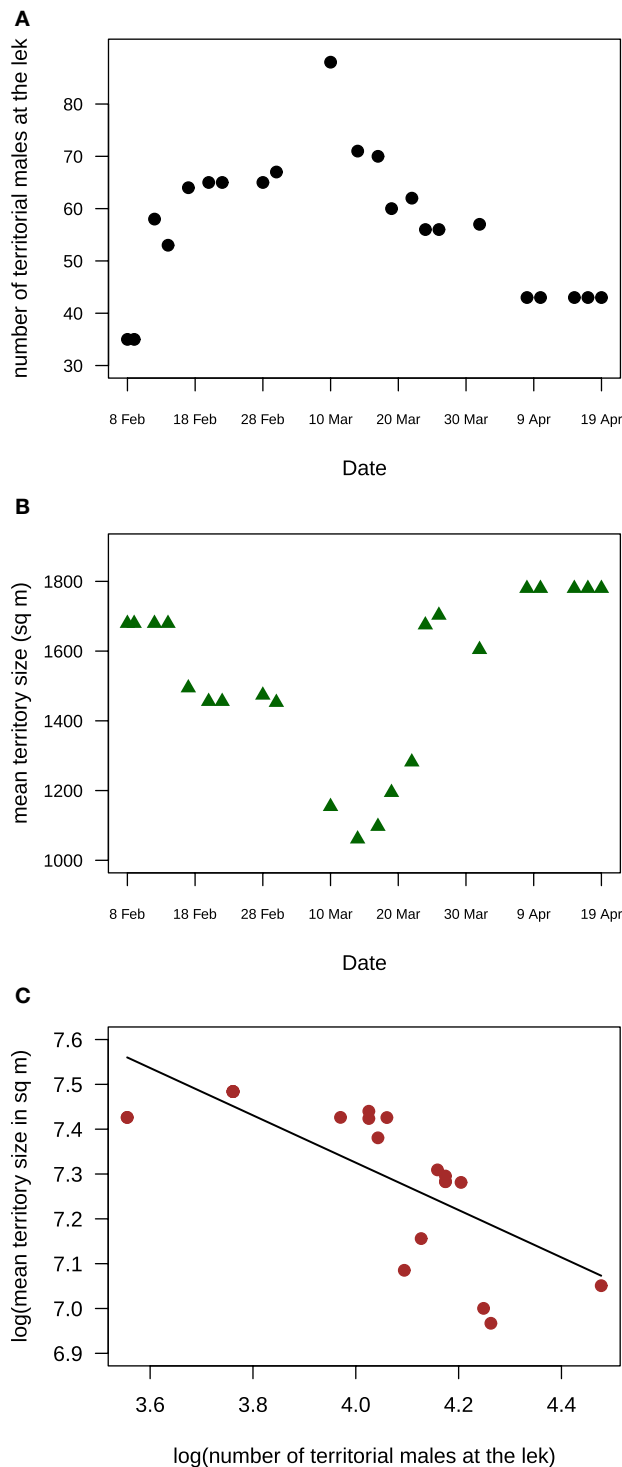 A
number of territorial males at the lek
80
70
60
50
40
30
8 Feb 18 Feb 28 Feb 10 Mar 20 Mar 30 Mar 9 Apr 19 Apr
Date
B
mean territory size (sq m)
1800
1600
1400
1200
1000
8 Feb 18 Feb 28 Feb 10 Mar 20 Mar 30 Mar 9 Apr 19 Apr
Date
C
log(mean territory size in sq m)
7.6
7.5
7.4
7.3
7.2
7.1
7.0
6.9
3.6 3.8 4.0 4.2 4.4
log(number of territorial males at the lek)